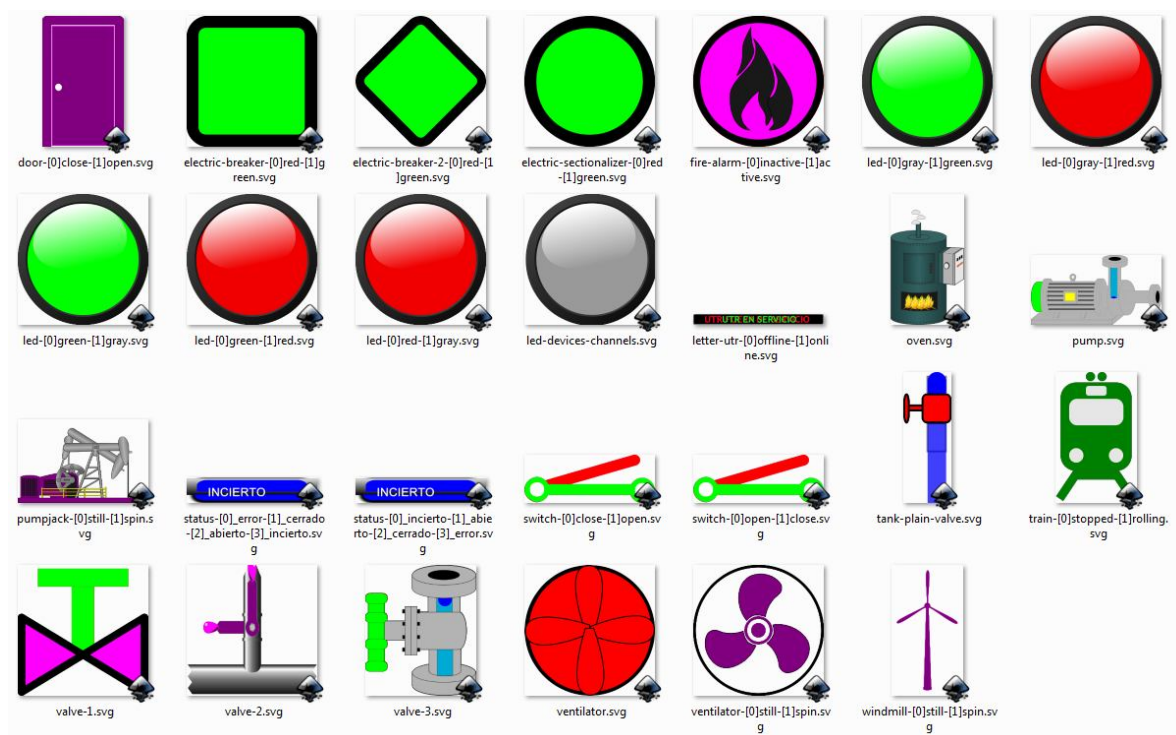 door-[0]close-[1]open.svg
electric-breaker-[0]red-[1]g
reen.svg
electric-breaker-2-[0]red-[1
]green.svg
electric-sectionalizer-[0]red
-[1]green.svg
fire-alarm-[0]inactive-[1]ac
tive.svg
led-[0]gray-[1]green.svg
led-[0]gray-[1]red.svg
led-[0]green-[1]gray.svg
led-[0]green-[1]red.svg
led-[0]red-[1]gray.svg
led-devices-channels.svg
UTR EN SERVICIO
letter-utr-[0]offline-[1]onli
ne.svg
oven.svg
pump.svg
pumpjack-[0]still-[1]spin.s
vg
INCIERTO
status-[0]_error-[1]_cerrado
-[2]_abierto-[3]_incierto.sv
g
INCIERTO
status-[0]_incierto-[1]_abie
rto-[2]_cerrado-[3]_error.sv
g
switch-[0]close-[1]open.sv
g
switch-[0]open-[1]close.sv
g
tank-plain-valve.svg
train-[0]stopped-[1]rolling.
svg
valve-1.svg
valve-2.svg
valve-3.svg
ventilator.svg
ventilator-[0]still-[1]spin.sv
g
windmill-[0]still-[1]spin.sv
g